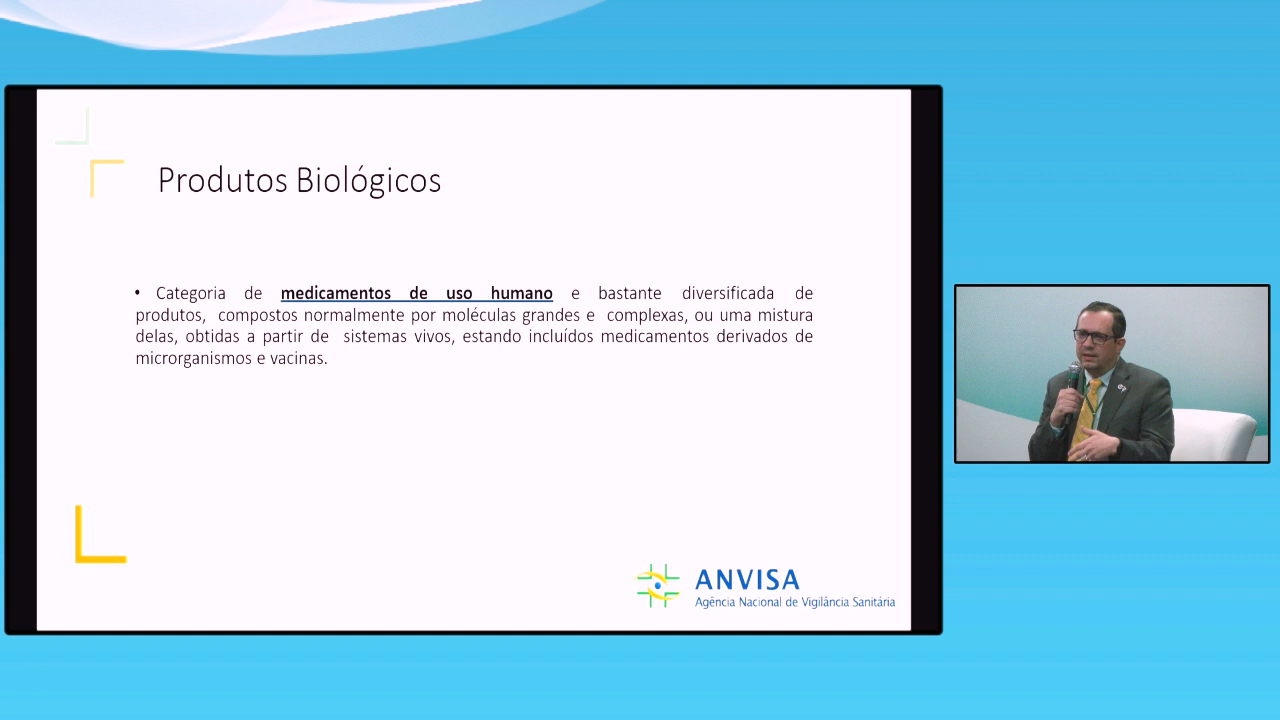 Produtos Biológicos
• Categoria de medicamentos de uso humano e bastante diversificada de
produtos, compostos normalmente por moléculas grandes e complexas, ou uma mistura
delas, obtidas a partir de sistemas vivos, estando incluídos medicamentos derivados de
microrganismos e vacinas.
ANVISA
Agência Nacional de Vigilância Sanitária